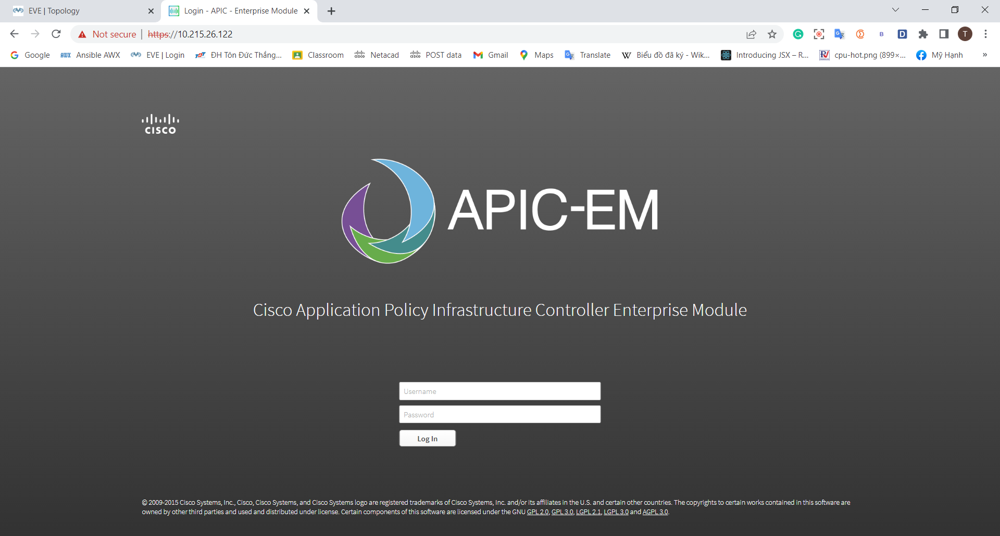 EVE | Topology
Login - APIC - Enterprise Module
Not secure | https://10.215.26.122
T
Google
Ansible AWX
EVE | Login
ĐH Tôn Đức Thắng...
Classroom
Netacad
POST data
Gmail
Maps
Translate
Biểu đồ đã ký - Wik...
Introducing JSX – R...
cpu-hot.png (899×...
Mỹ Hạnh
»
CISCO
APIC-EM
Cisco Application Policy Infrastructure Controller Enterprise Module
Username
Password
Log In
© 2009-2015 Cisco Systems, Inc., Cisco, Cisco Systems, and Cisco Systems logo are registered trademarks of Cisco Systems, Inc. and/or its affiliates in the U.S. and certain other countries. The copyrights to certain works contained in this software are
owned by other third parties and used and distributed under license. Certain components of this software are licensed under the GNU GPL 2.0, GPL 3.0, LGPL 2.1, LGPL 3.0 and AGPL 3.0.